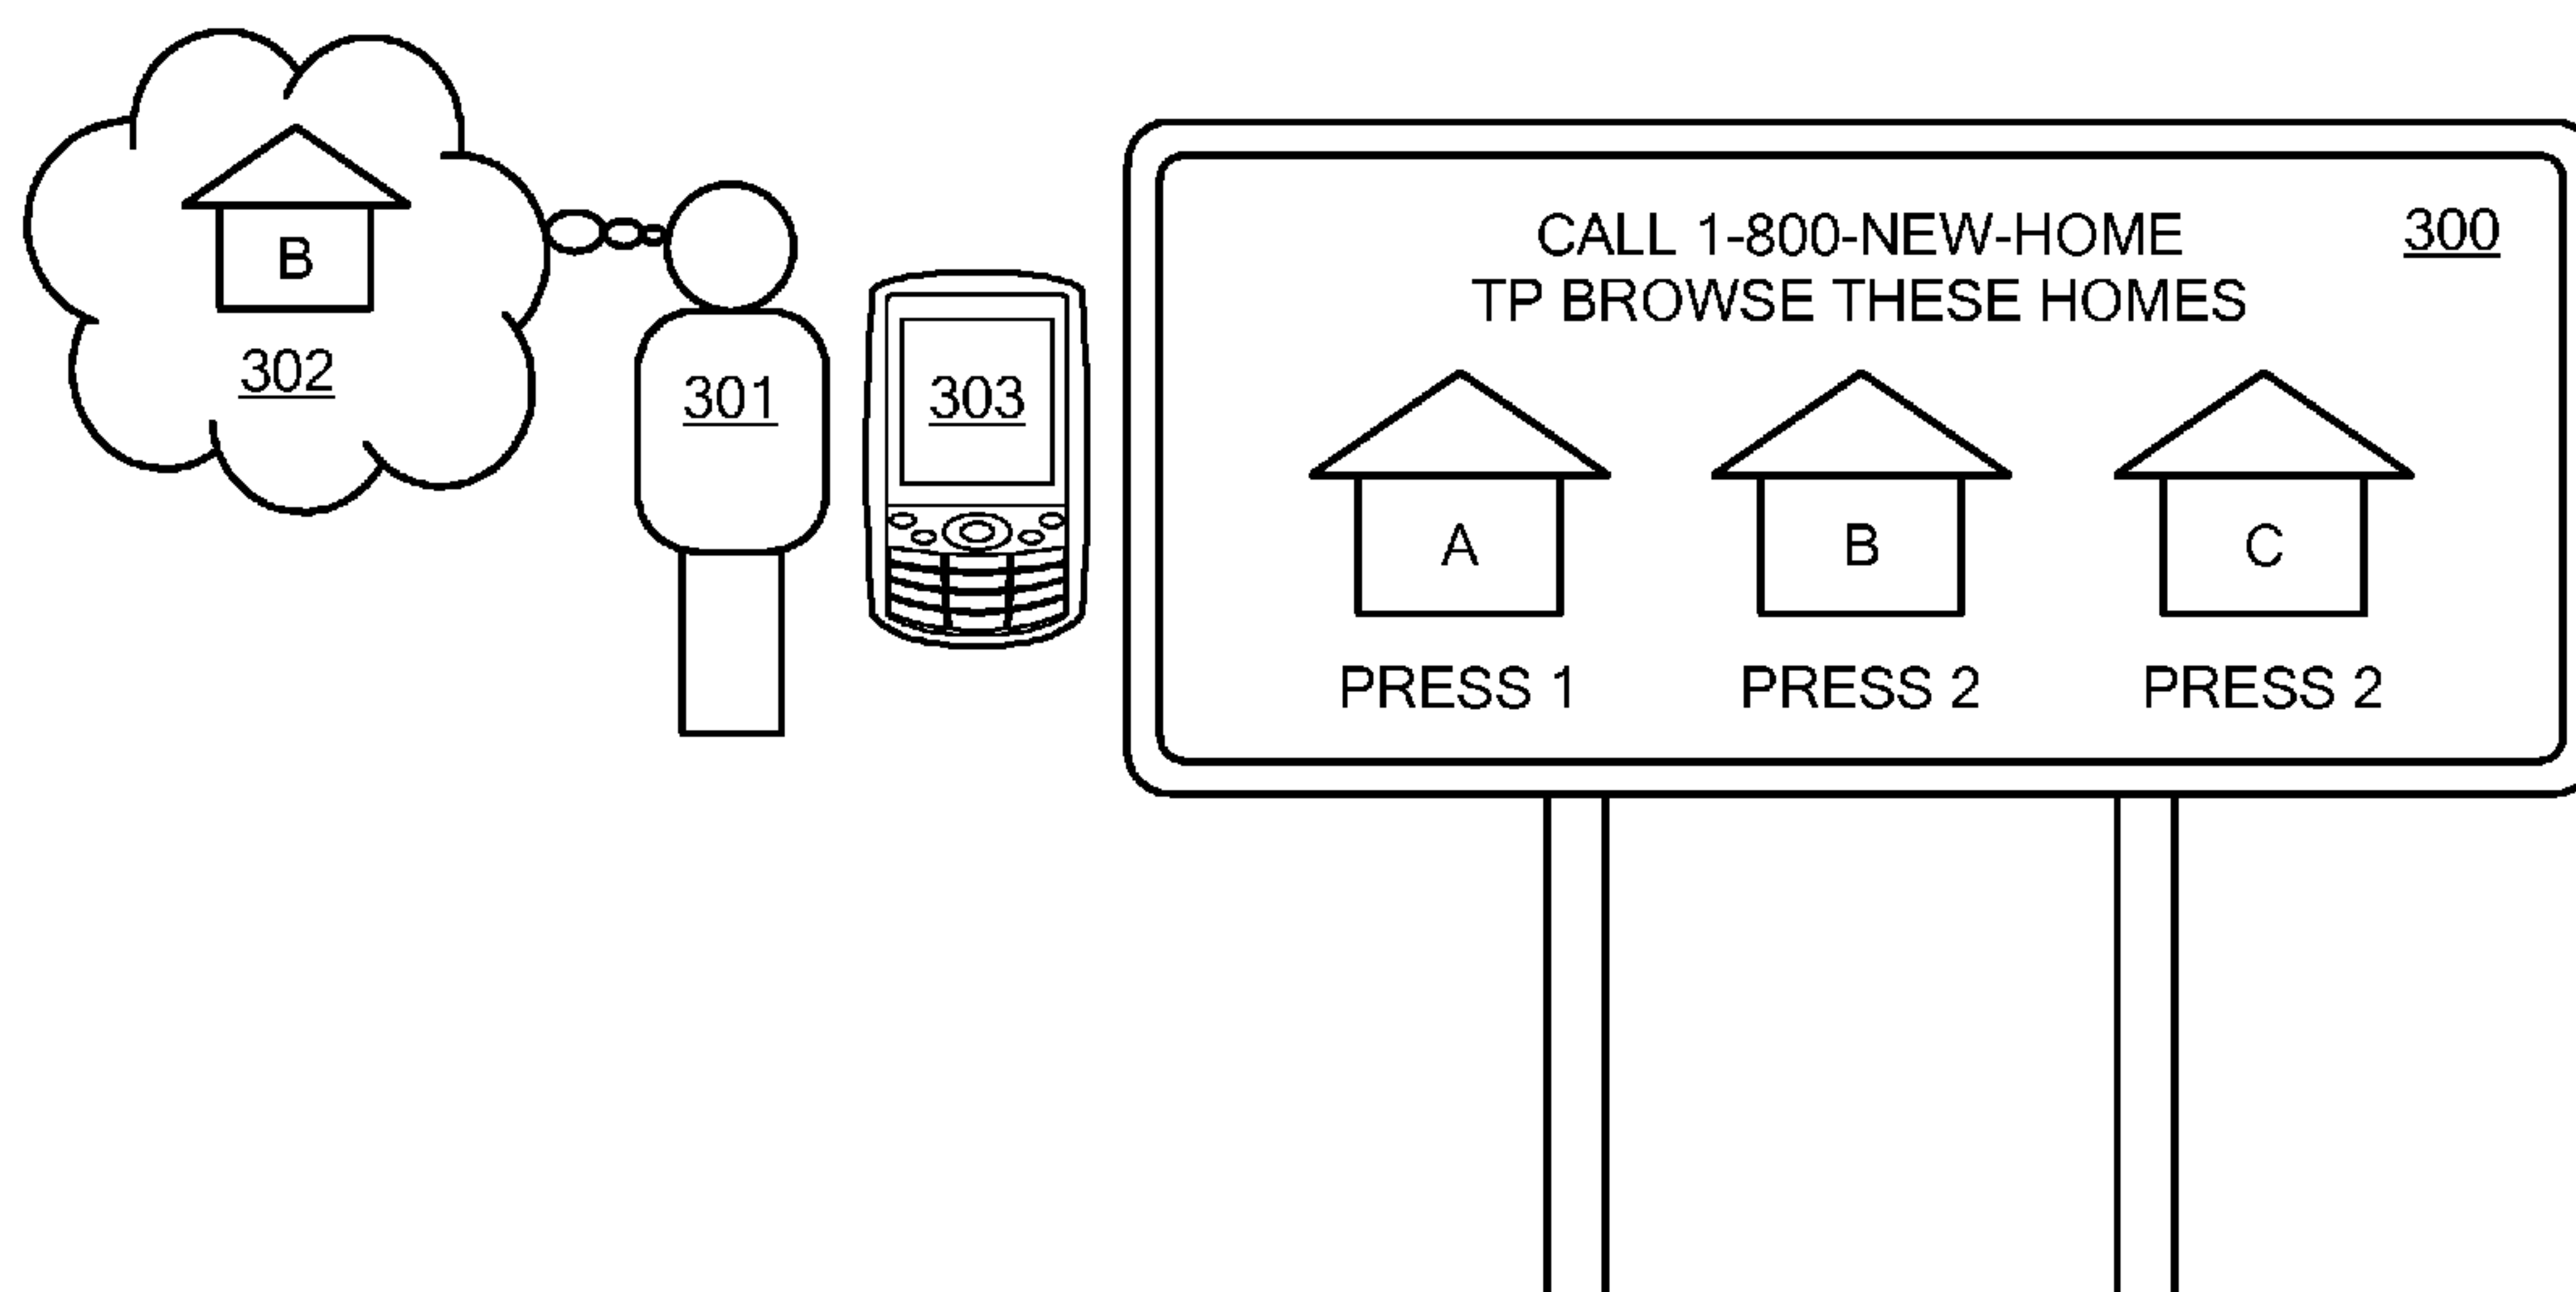 B
302
301
303
300
CALL 1-800-NEW-HOME
TP BROWSE THESE HOMES
A B C
PRESS 1 PRESS 2 PRESS 2